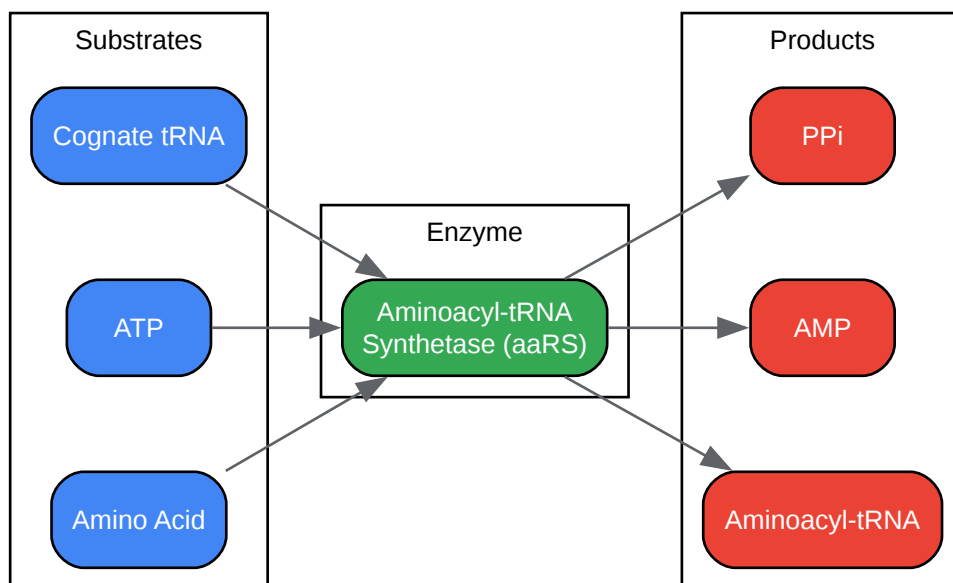 Substrates
Cognate tRNA
ATP
Amino Acid
Enzyme
Aminoacyl-tRNA
Synthetase (aaRS)
Products
PPi
AMP
Aminoacyl-tRNA